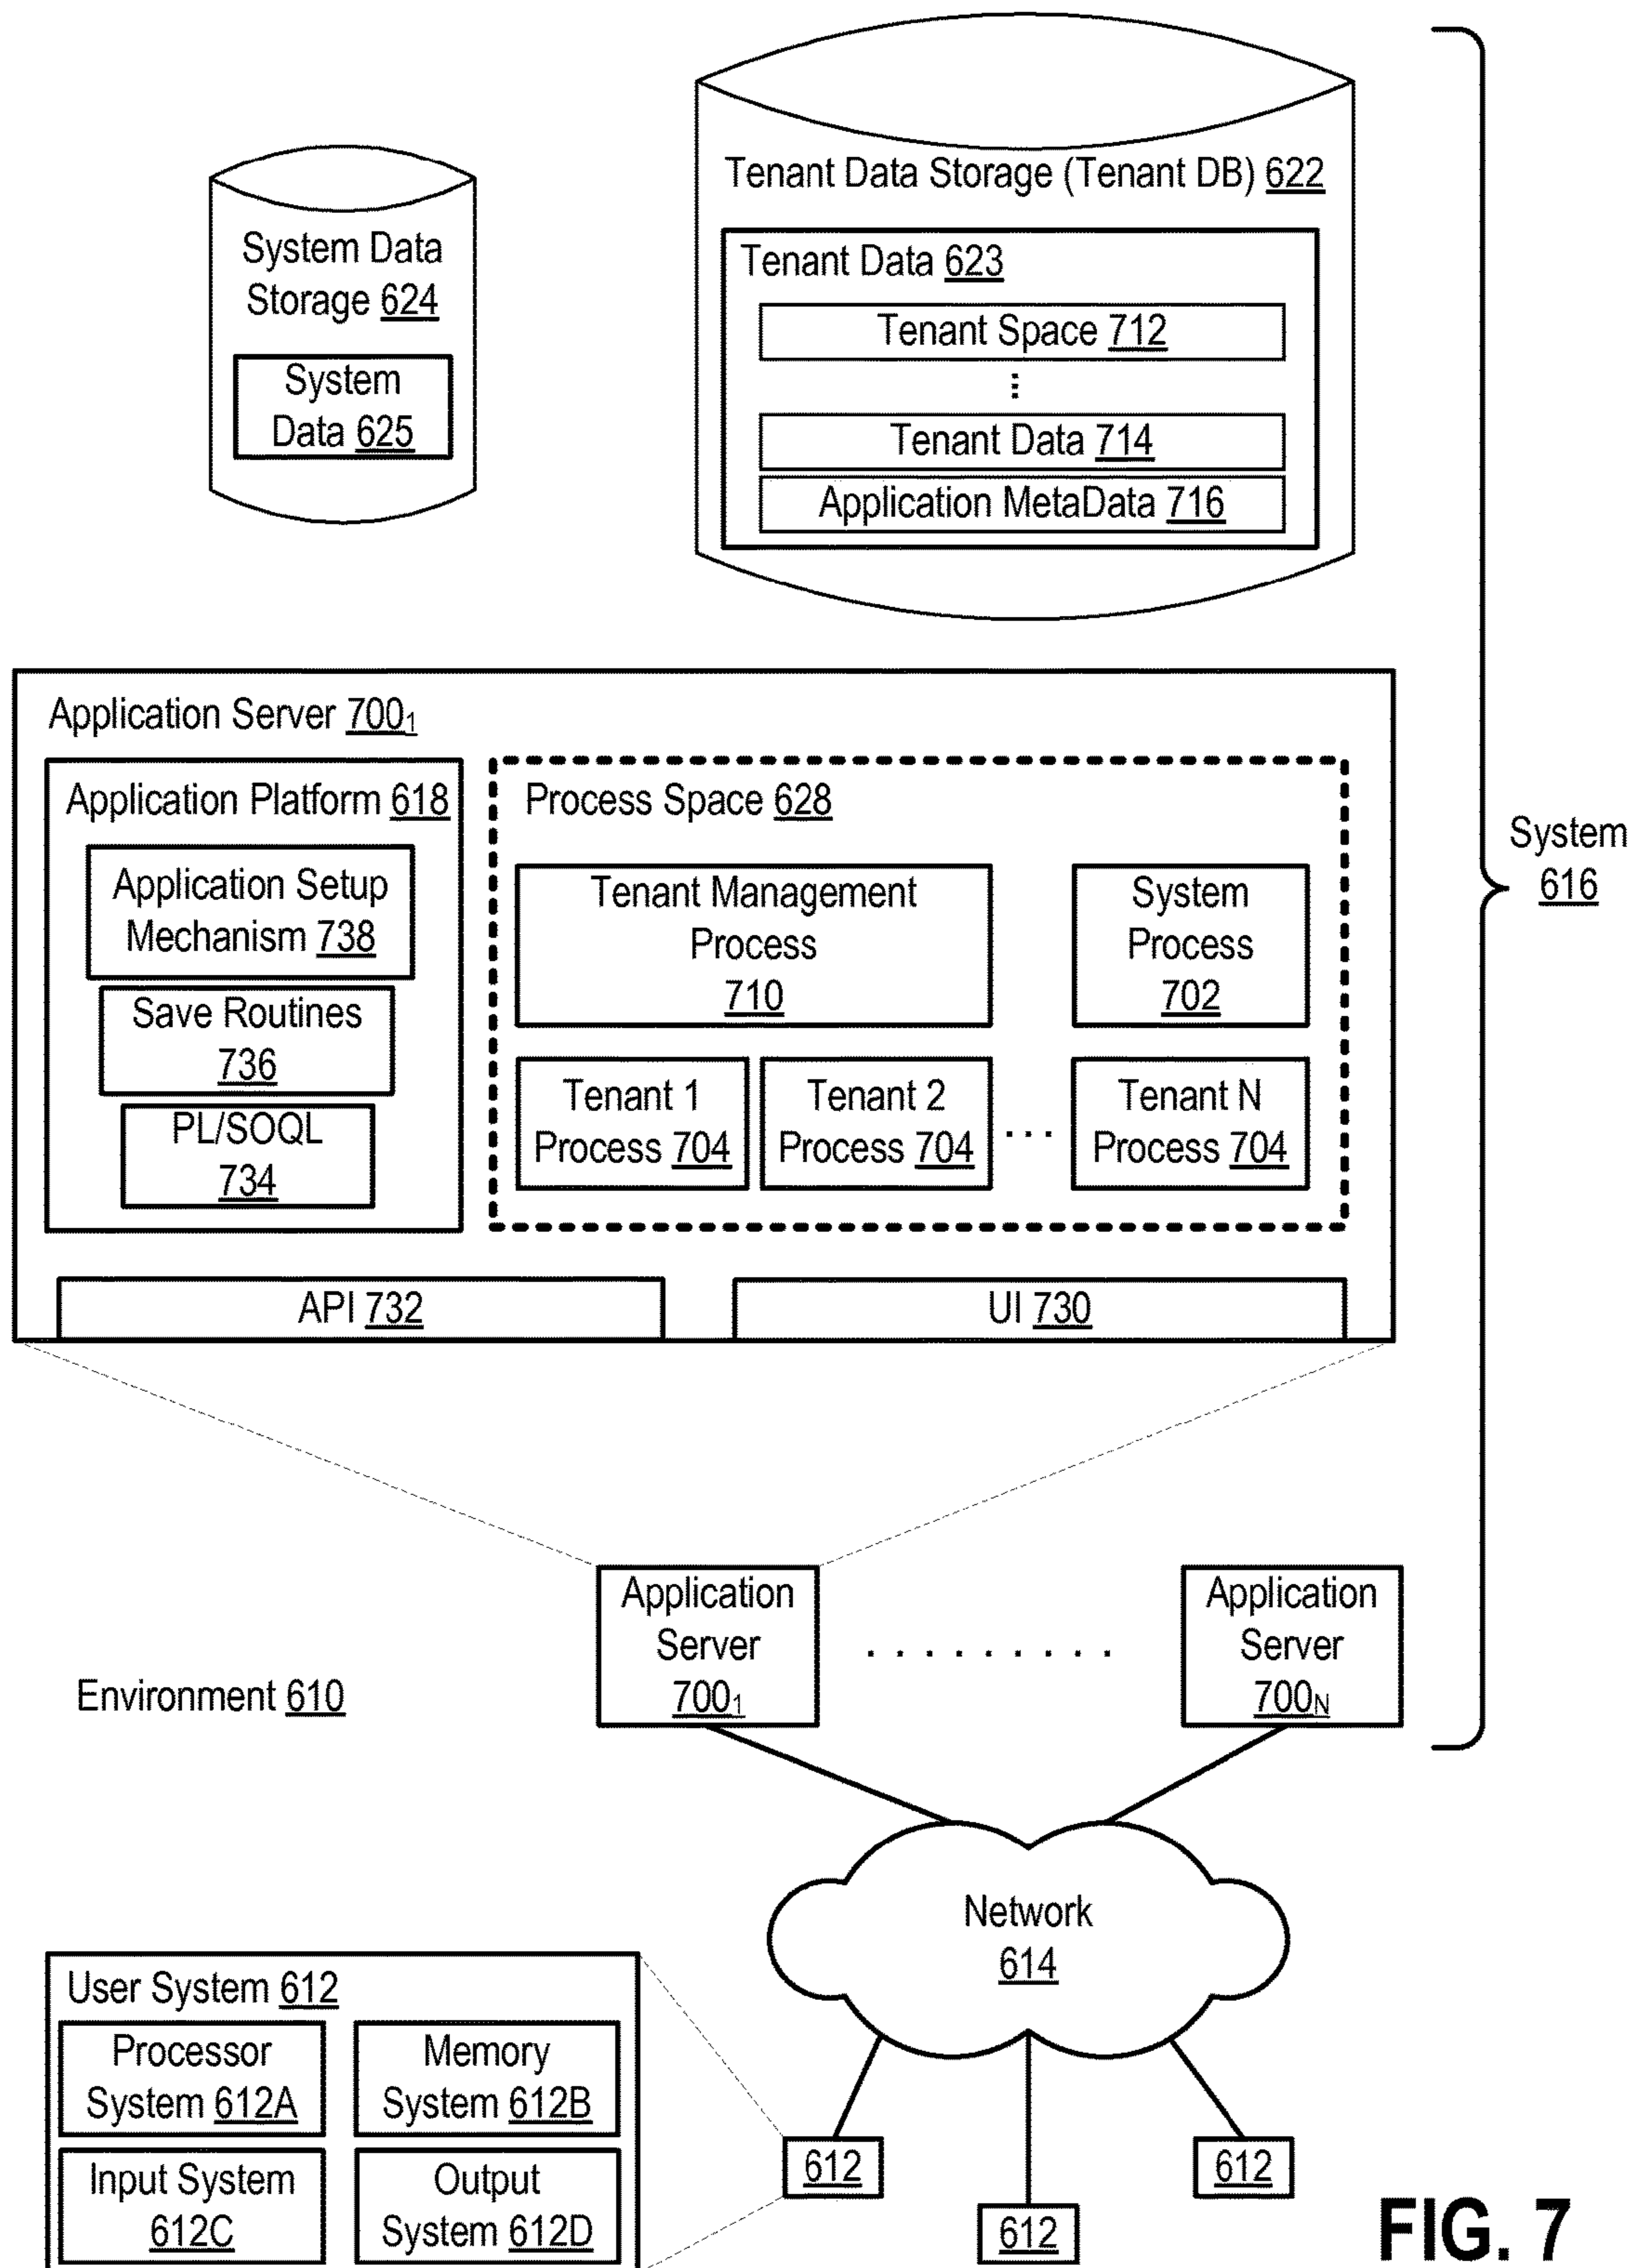 Tenant Data Storage (Tenant DB) 622
System Data
Storage 624
System
Data 625
Tenant Data 623
Tenant Space 712
⋮
Tenant Data 714
Application MetaData 716
System
616
Application Server 700₁
Application Platform 618
Application Setup
Mechanism 738
Save Routines
736
PL/SOQL
734
Process Space 628
Tenant Management
Process
710
System
Process
702
Tenant 1
Process 704
Tenant 2
Process 704
...
Tenant N
Process 704
API 732
UI 730
Application
Server
700₁
. . . . . . . . .
Application
Server
700N
Environment 610
Network
614
User System 612
Processor
System 612A
Memory
System 612B
Input System
612C
Output
System 612D
612
612
612
FIG. 7